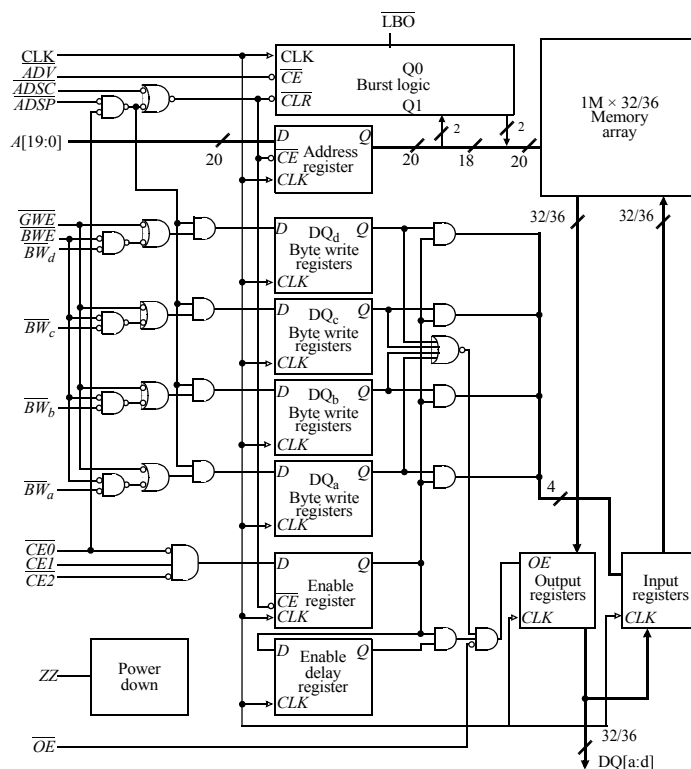 LBO
CLK
ADV
ADSC
ADSP
CLK
CE
CLR
Q0
Burst logic
Q1
1M × 32/36
Memory
array
2
2
A[19:0]
20
D
Q
CE
Address
register
CLK
20
18
20
GWE
BWE
BWd
D
DQd
Q
Byte write
registers
CLK
32/36
32/36
BWc
D
DQc
Q
Byte write
registers
CLK
BWb
D
DQb
Q
Byte write
registers
CLK
BWa
D
DQa
Q
Byte write
registers
CLK
4
CE0
CE1
CE2
D
Q
Enable
register
CE
CLK
OE
Output
registers
CLK
Input
registers
CLK
ZZ
Power
down
D
Q
Enable
delay
register
CLK
OE
32/36
DQ[a:d]